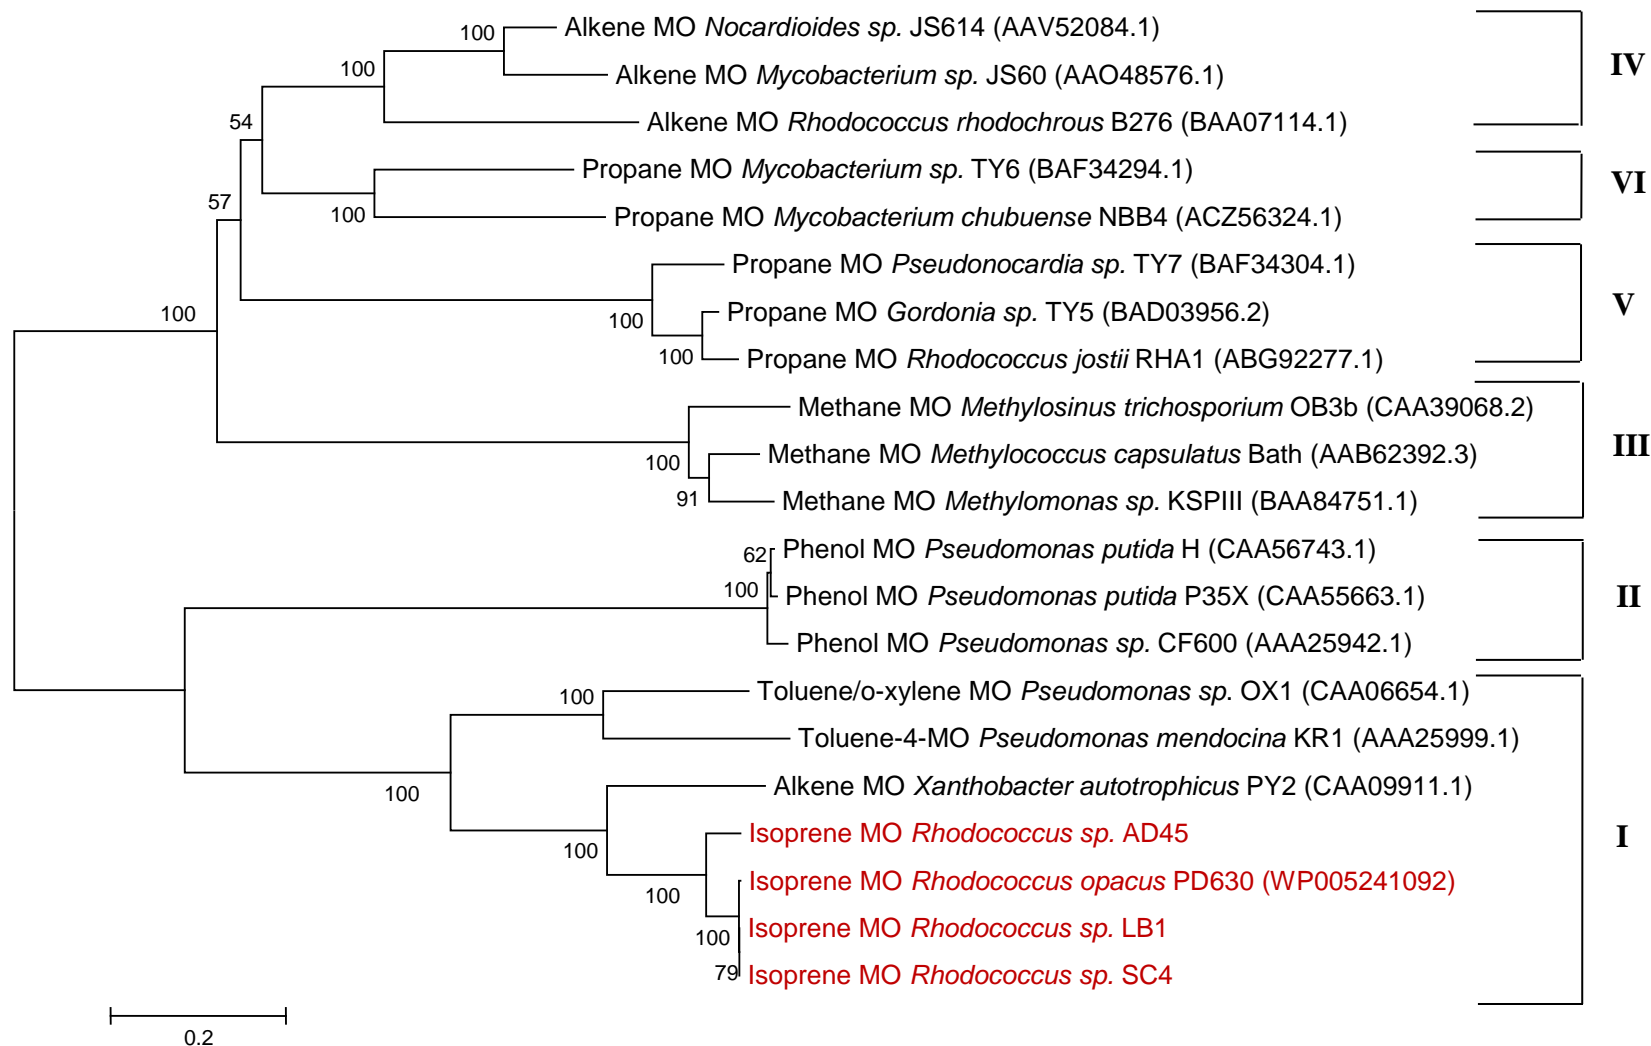 100 Alkene MO Nocardioides sp. JS614 (AAV52084.1)
IV
100 Alkene MO Mycobacterium sp. JS60 (AAO48576.1)
54 Alkene MO Rhodococcus rhodochrous B276 (BAA07114.1)
Propane MO Mycobacterium sp. TY6 (BAF34294.1)
VI
57
100 Propane MO Mycobacterium chubuense NBB4 (ACZ56324.1)
Propane MO Pseudonocardia sp. TY7 (BAF34304.1)
V
100
100 Propane MO Gordonia sp. TY5 (BAD03956.2)
100 Propane MO Rhodococcus jostii RHA1 (ABG92277.1)
Methane MO Methylosinus trichosporium OB3b (CAA39068.2)
III
100 Methane MO Methylococcus capsulatus Bath (AAB62392.3)
91 Methane MO Methylomonas sp. KSPIII (BAA84751.1)
62 Phenol MO Pseudomonas putida H (CAA56743.1)
II
100 Phenol MO Pseudomonas putida P35X (CAA55663.1)
Phenol MO Pseudomonas sp. CF600 (AAA25942.1)
100 Toluene/o-xylene MO Pseudomonas sp. OX1 (CAA06654.1)
Toluene-4-MO Pseudomonas mendocina KR1 (AAA25999.1)
100 Alkene MO Xanthobacter autotrophicus PY2 (CAA09911.1)
I
100 Isoprene MO Rhodococcus sp. AD45
100 Isoprene MO Rhodococcus opacus PD630 (WP005241092)
100 Isoprene MO Rhodococcus sp. LB1
79 Isoprene MO Rhodococcus sp. SC4
0.2